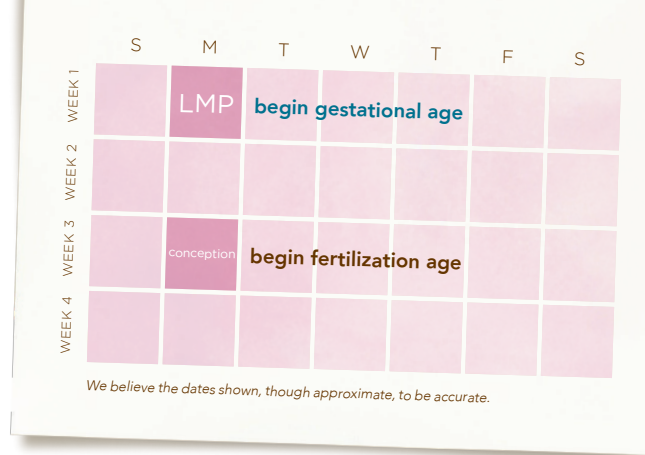 S M T W T F S
WEEK 1
LMP begin gestational age
WEEK 2
WEEK 3
conception begin fertilization age
WEEK 4
We believe the dates shown, though approximate, to be accurate.